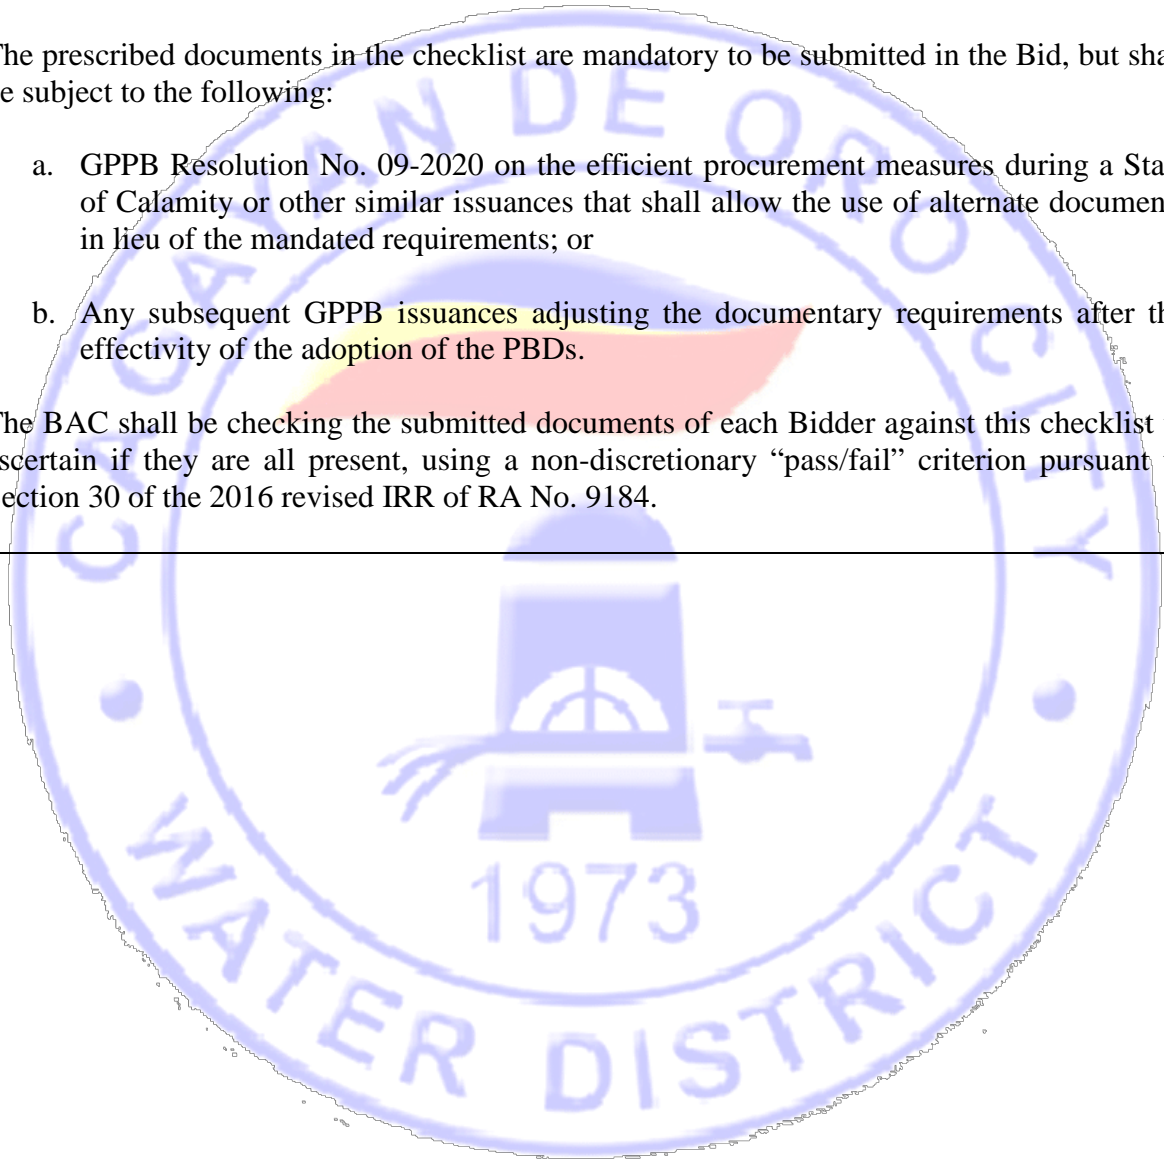 he prescribed documents in the checklist are mandatory to be submitted in the Bid, but sha
e subject to the following:
a. GPPB Resolution No. 09-2020 on the efficient procurement measures during a Sta
of Calamity or other similar issuances that shall allow the use of alternate documen
in lieu of the mandated requirements; or
b. Any subsequent GPPB issuances adjusting the documentary requirements after th
effectivity of the adoption of the PBDs.
he BAC shall be checking the submitted documents of each Bidder against this checklist
scertain if they are all present, using a non-discretionary “pass/fail” criterion pursuant
ection 30 of the 2016 revised IRR of RA No. 9184.
CAGAYAN DE ORO CITY
1973
WATER DISTRICT